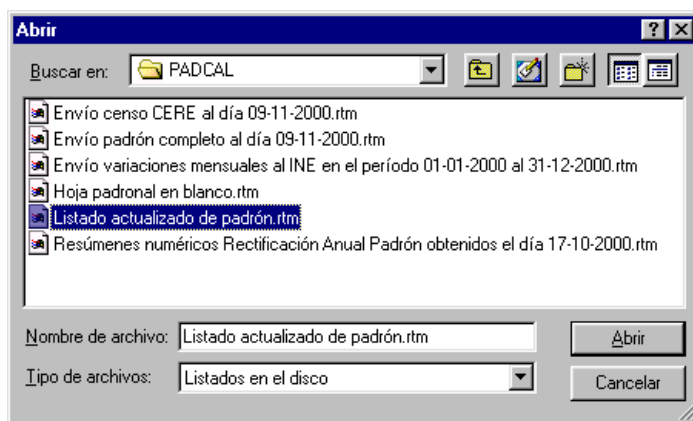 Abrir
Buscar en: PADCAL
Envío censo CERE al día 09-11-2000.rtm
Envío padrón completo al día 09-11-2000.rtm
Envío variaciones mensuales al INE en el período 01-01-2000 al 31-12-2000.rtm
Hoja padronal en blanco.rtm
Listado actualizado de padrón.rtm
Resúmenes numéricos Rectificación Anual Padrón obtenidos el día 17-10-2000.rtm
Nombre de archivo: Listado actualizado de padrón.rtm Abrir
Tipo de archivos: Listados en el disco Cancelar